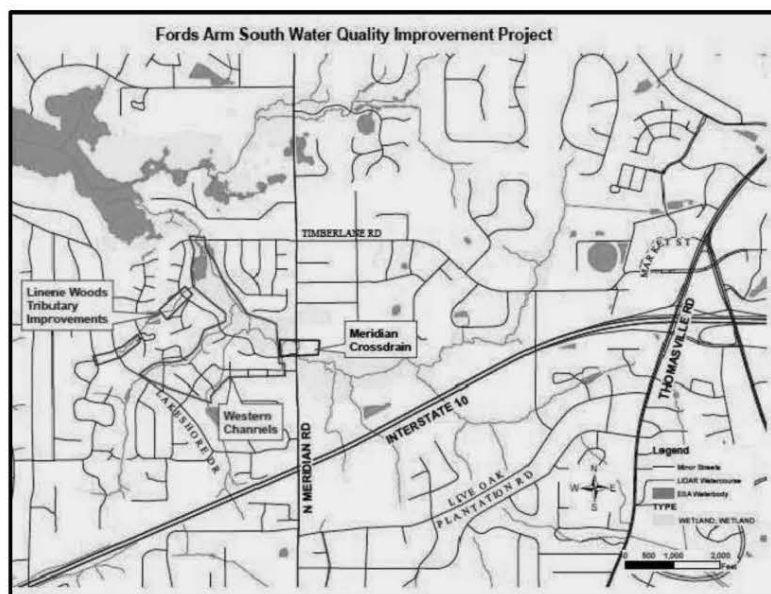 Fords Arm South Water Quality Improvement Project
TIMBERLANE RD
MARKET ST
Linene Woods
Tributary
Improvements
Meridian
Crossdrain
THOMASVILLE RD
LAKESHORE DR
Western
Channels
INTERSTATE 10
N MERIDIAN RD
LIVE OAK
PLANTATION RD
Legend
Minor Streets
LIDAR Watercourse
ESA Waterbody
TYPE
WETLAND; WETLAND
N
W E
S
0 500 1,000 2,000
Feet